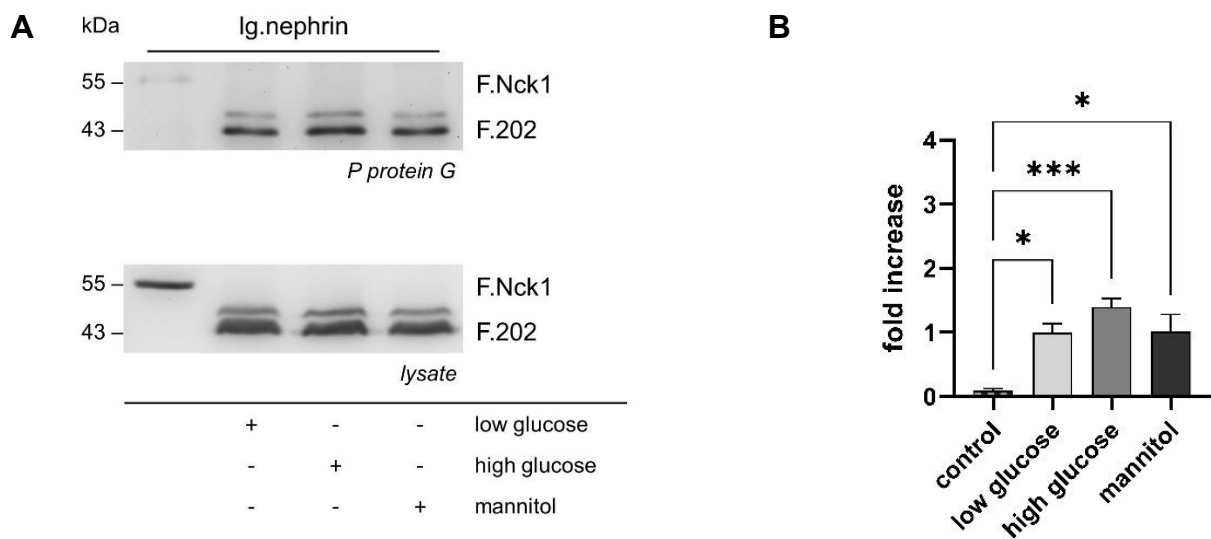 A
kDa
Ig.nephrin
55
F.Nck1
43
F.202
P protein G
55
F.Nck1
43
F.202
lysate
+ - - low glucose
- + - high glucose
- - + mannitol
B
*
***
*
4
3
2
1
0
fold increase
control
low glucose
high glucose
mannitol